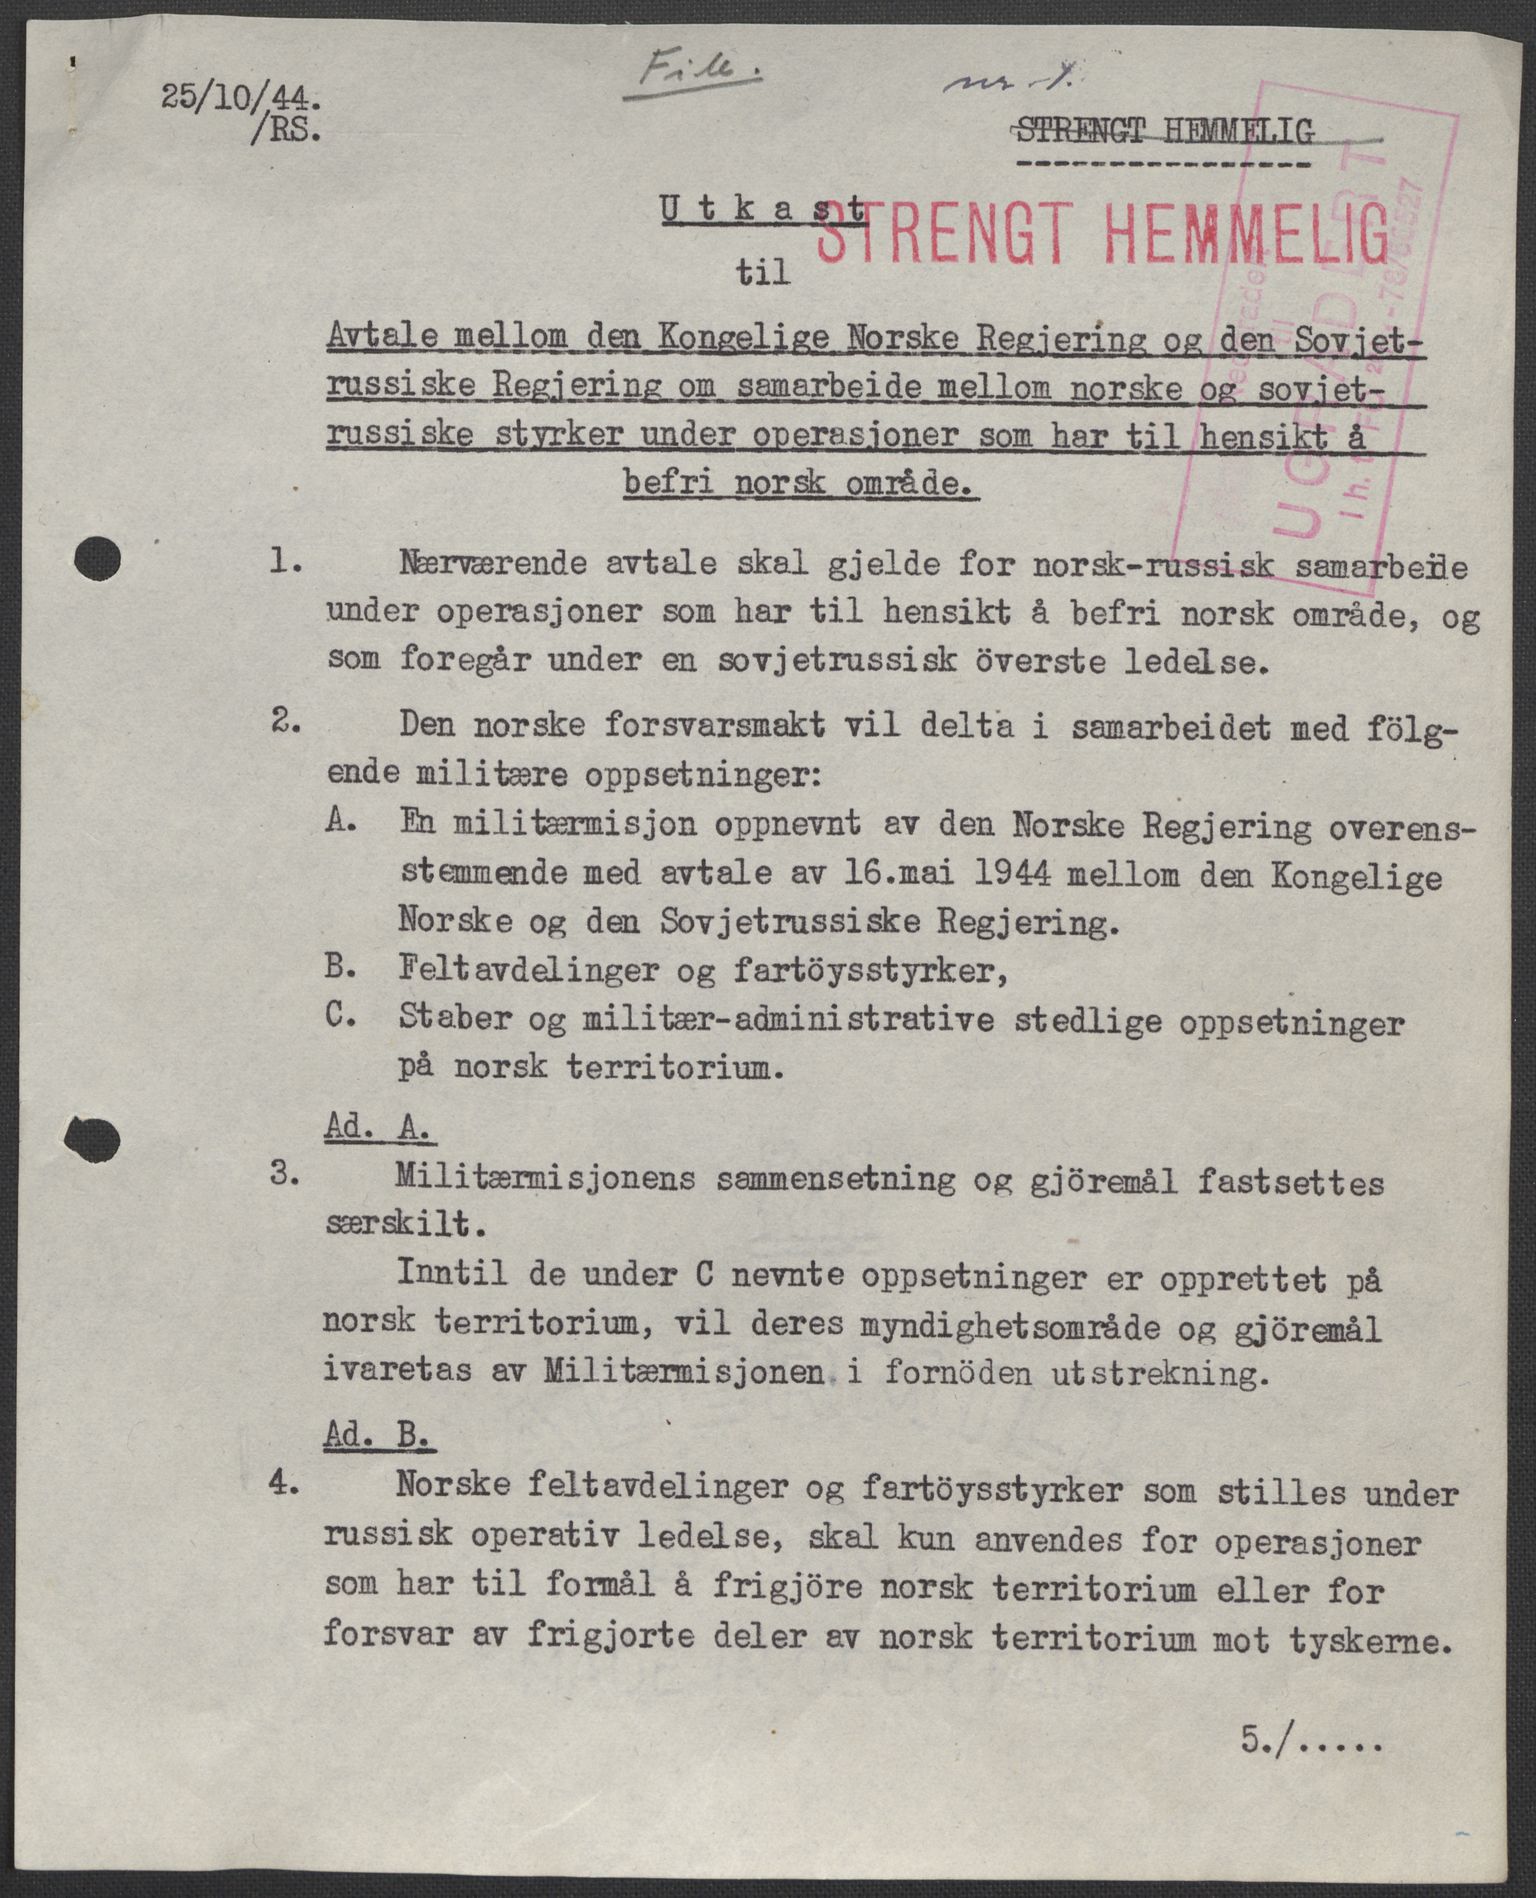 25/10/44.
/RS.
File.
nr. 1.
STRENGT HEMMELIG
STRENGT HEMMELIG
UGRADERT
Utkast
til
Avtale mellom den Kongelige Norske Regjering og den Sovjet-
russiske Regjering om samarbeide mellom norske og sovjet-
russiske styrker under operasjoner som har til hensikt å
befri norsk område.
1. Nærværende avtale skal gjelde for norsk-russisk samarbeide
under operasjoner som har til hensikt å befri norsk område, og
som foregår under en sovjetrussisk överste ledelse.
2. Den norske forsvarsmakt vil delta i samarbeidet med fölg-
ende militære oppsetninger:
A. En militærmisjon oppnevnt av den Norske Regjering overens-
stemmende med avtale av 16.mai 1944 mellom den Kongelige
Norske og den Sovjetrussiske Regjering.
B. Feltavdelinger og fartöysstyrker,
C. Staber og militær-administrative stedlige oppsetninger
på norsk territorium.
Ad. A.
3. Militærmisjonens sammensetning og gjöremål fastsettes
særskilt.
Inntil de under C nevnte oppsetninger er opprettet på
norsk territorium, vil deres myndighetsområde og gjöremål
ivaretas av Militærmisjonen i fornöden utstrekning.
Ad. B.
4. Norske feltavdelinger og fartöysstyrker som stilles under
russisk operativ ledelse, skal kun anvendes for operasjoner
som har til formål å frigjöre norsk territorium eller for
forsvar av frigjorte deler av norsk territorium mot tyskerne.
5./.....